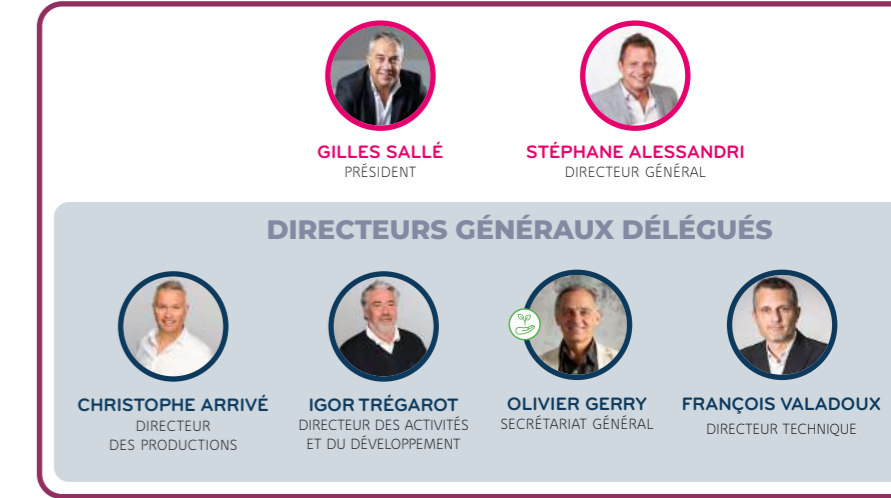 GILLES SALLÉ
PRÉSIDENT
STÉPHANE ALESSANDRI
DIRECTEUR GÉNÉRAL
DIRECTEURS GÉNÉRAUX DÉLÉGUÉS
CHRISTOPHE ARRIVÉ
DIRECTEUR
DES PRODUCTIONS
IGOR TRÉGAROT
DIRECTEUR DES ACTIVITÉS
ET DU DÉVELOPPEMENT
OLIVIER GERRY
SECRÉTARIAT GÉNÉRAL
FRANÇOIS VALADOUX
DIRECTEUR TECHNIQUE